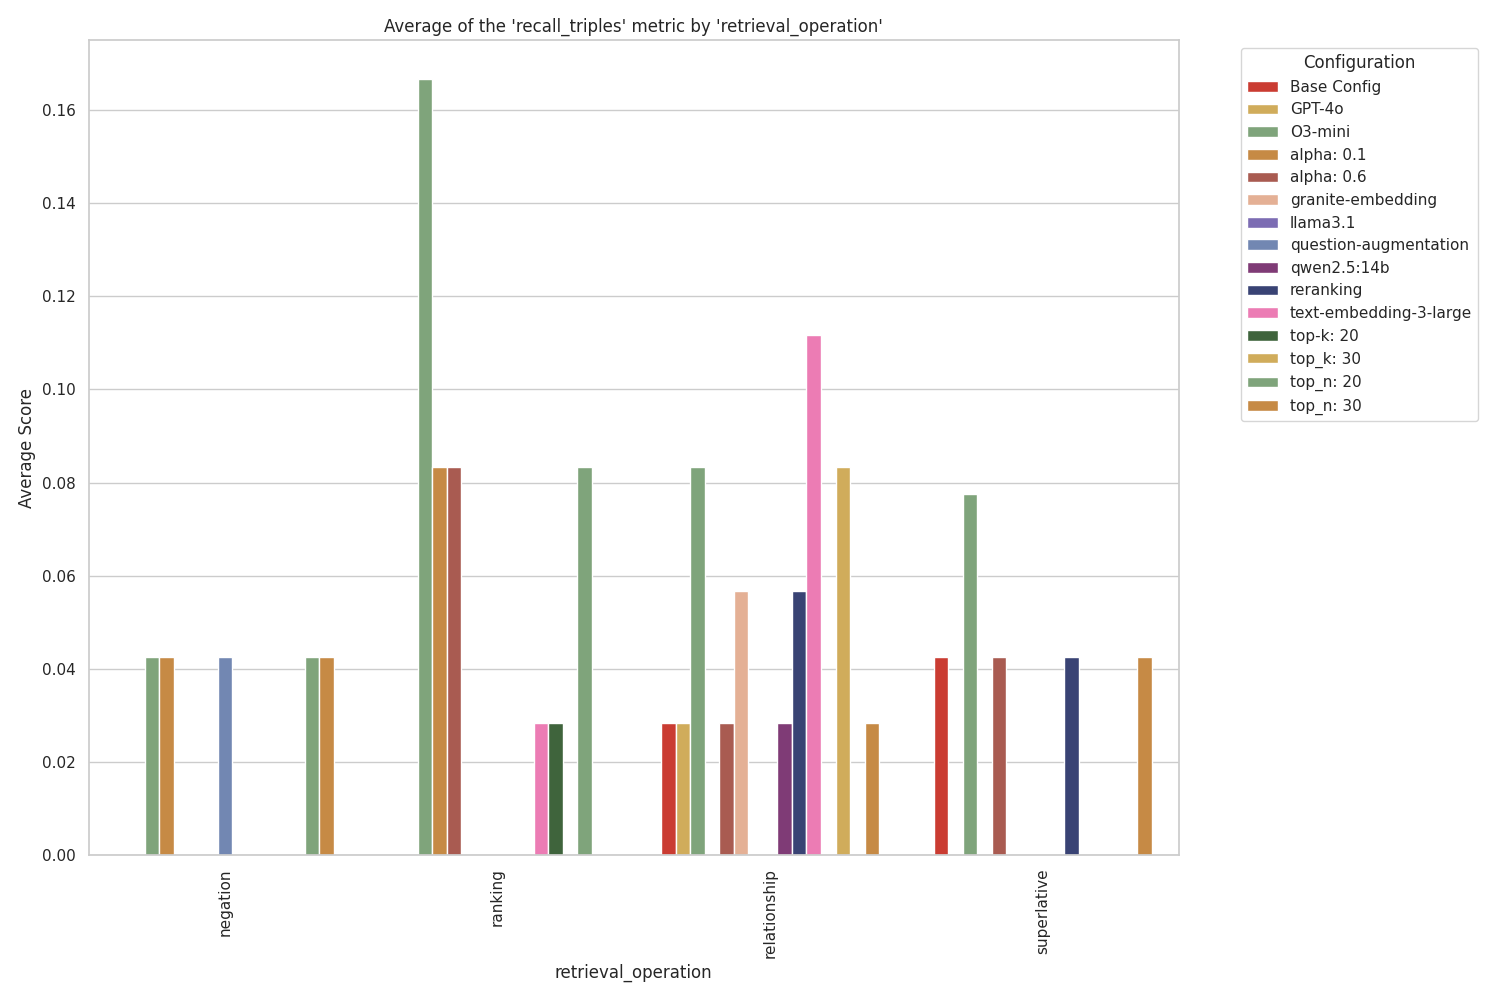 Average of the 'recall_triples' metric by 'retrieval_operation'
Average Score
0.16
0.14
0.12
0.10
0.08
0.06
0.04
0.02
0.00
negation
ranking
relationship
superlative
retrieval_operation
Configuration
Base Config
GPT-4o
O3-mini
alpha: 0.1
alpha: 0.6
granite-embedding
llama3.1
question-augmentation
qwen2.5:14b
reranking
text-embedding-3-large
top-k: 20
top_k: 30
top_n: 20
top_n: 30